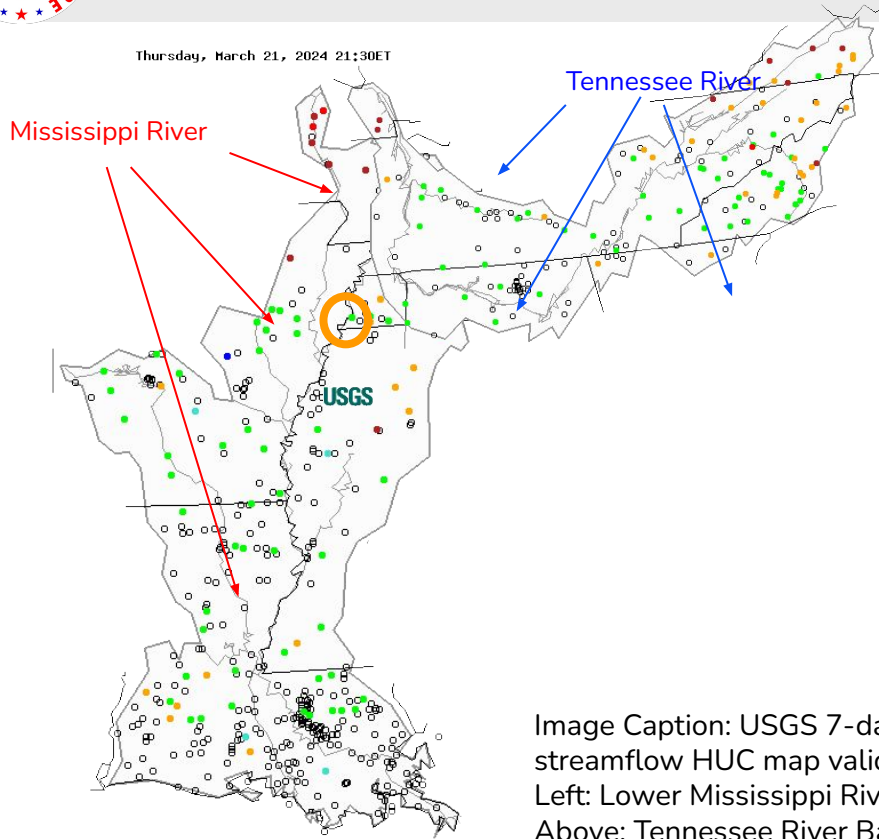 Thursday, March 21, 2024 21:30ET
Tennessee River
Mississippi River
USGS
Image Caption: USGS 7-da
streamflow HUC map valid
Left: Lower Mississippi Riv
Above: Tennessee River Ba